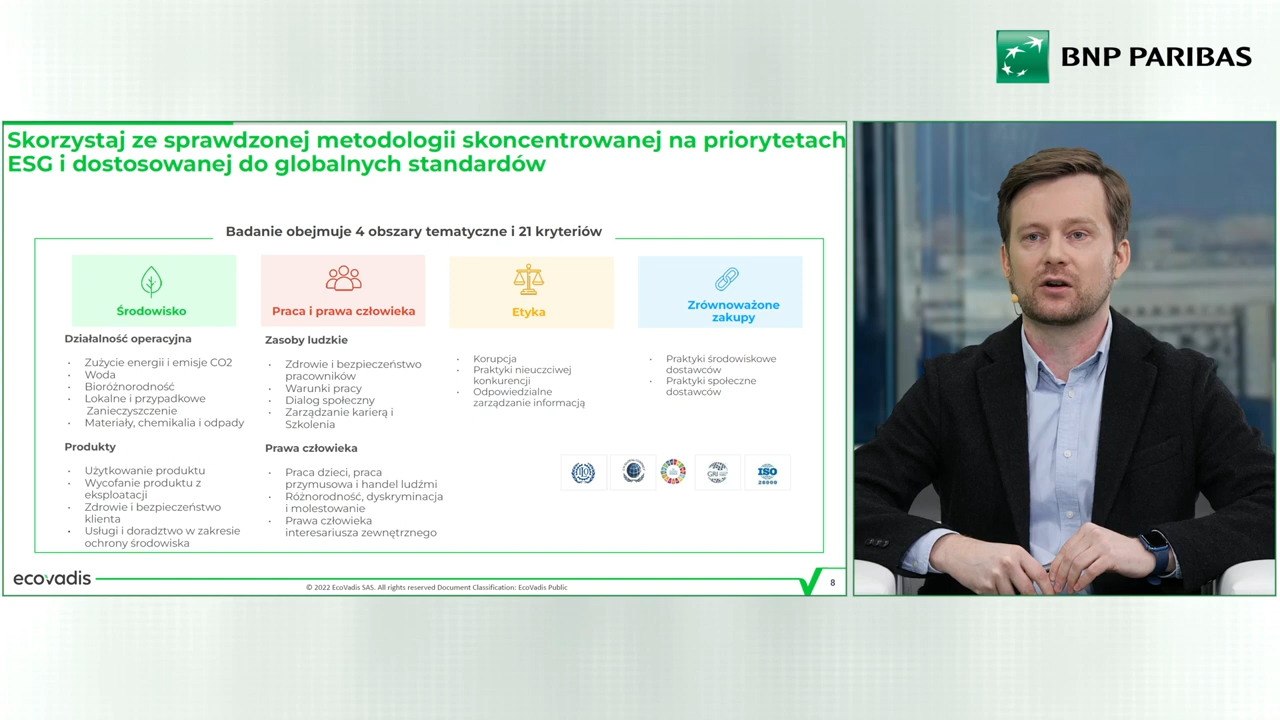 BNP PARIBAS
Skorzystaj ze sprawdzonej metodologii skoncentrowanej na priorytetach
ESG i dostosowanej do globalnych standardów
Badanie obejmuje 4 obszary tematyczne i 21 kryteriów
Środowisko
Działalność operacyjna
• Zużycie energii i emisje CO2
• Woda
• Bioróżnorodność
• Lokalne i przypadkowe
Zanieczyszczenie
• Materiały, chemikalia i odpady
Produkty
• Użytkowanie produktu
• Wycofanie produktu z
eksploatacji
• Zdrowie i bezpieczeństwo
klienta
• Usługi i doradztwo w zakresie
ochrony środowiska
Praca i prawa człowieka
Zasoby ludzkie
• Zdrowie i bezpieczeństwo
pracowników
• Warunki pracy
• Dialog społeczny
• Zarządzanie karierą i
Szkolenia
Prawa człowieka
• Praca dzieci, praca
przymusowa i handel ludźmi
• Różnorodność, dyskryminacja
i molestowanie
• Prawa człowieka
interesariusza zewnętrznego
Etyka
• Korupcja
• Praktyki nieuczciwej
konkurencji
• Odpowiedzialne
zarządzanie informacją
Zrównoważone
zakupy
• Praktyki środowiskowe
dostawców
• Praktyki społeczne
dostawców
GRI
ISO
26000
ecovadis
© 2022 EcoVadis SAS. All rights reserved Document Classification: EcoVadis Public
8